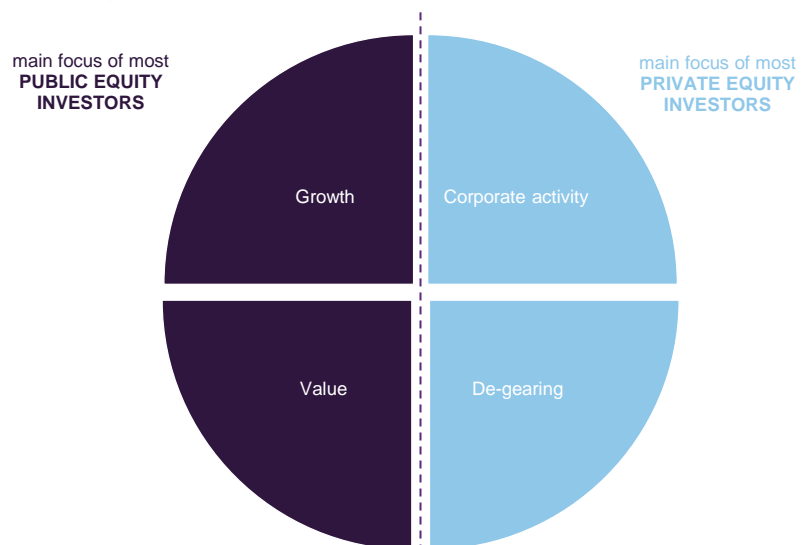 main focus of most
PUBLIC EQUITY
INVESTORS
main focus of most
PRIVATE EQUITY
INVESTORS
Growth
Corporate activity
Value
De-gearing